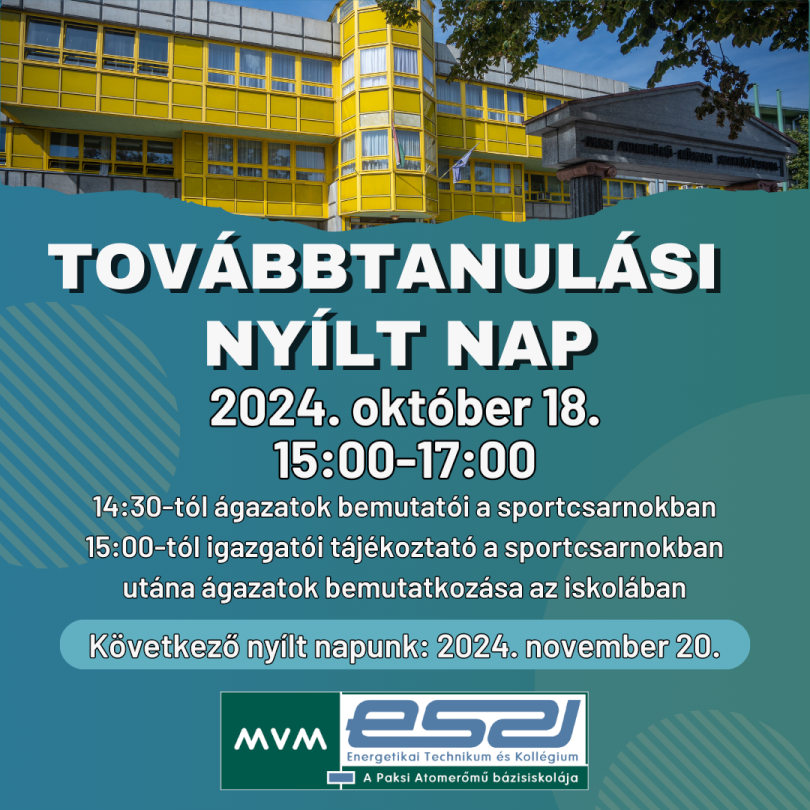 TOVÁBBTANULÁSI
NYÍLT NAP
2024. október 18.
15:00-17:00
14:30-tól ágazatok bemutatói a sportcsarnokban
15:00-tól igazgatói tájékoztató a sportcsarnokban
utána ágazatok bemutatkozása az iskolában
Következő nyílt napunk: 2024. november 20.
mvm
eszi
Energetikai Technikum és Kollégium
A Paksi Atomerőmű bázisiskolája